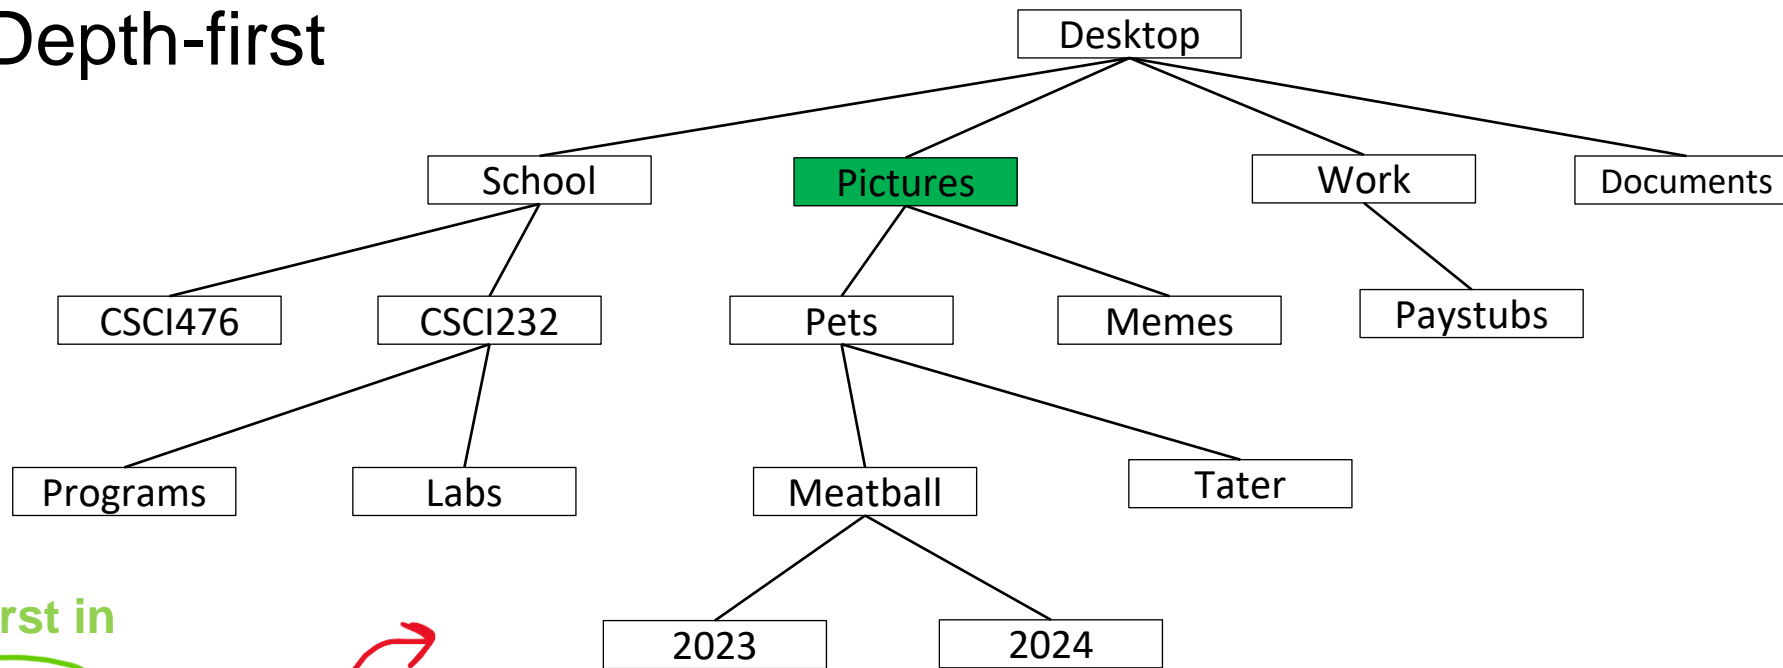 Depth-first
Desktop
School
Pictures
Work
Documents
CSCI476
CSCI232
Pets
Memes
Paystubs
Programs
Labs
Meatball
Tater
rst in
2023
2024